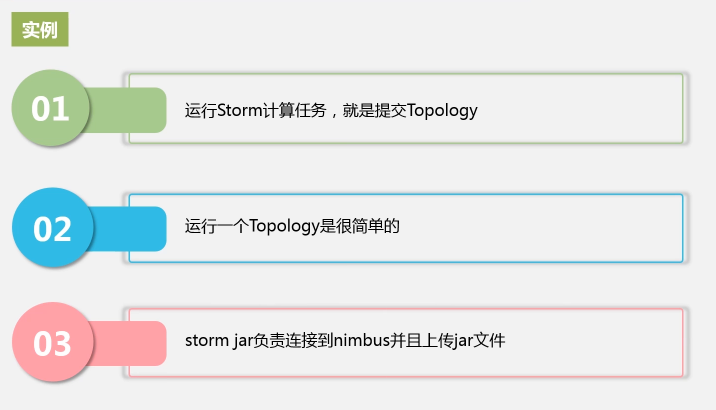 实例
01
运行Storm计算任务，就是提交Topology
02
运行一个Topology是很简单的
03
storm jar负责连接到nimbus并且上传jar文件